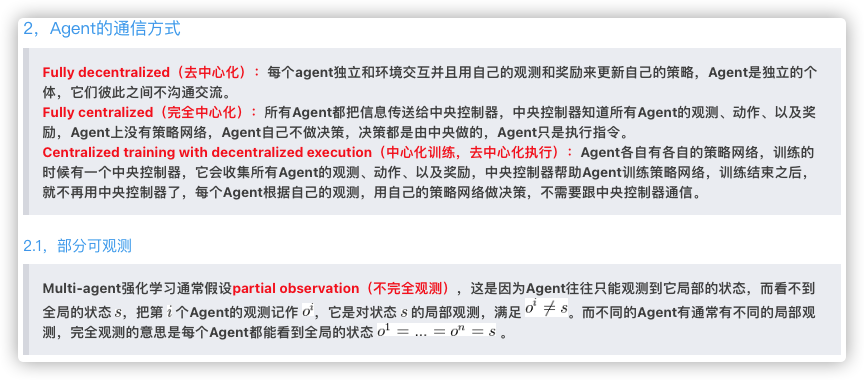 2，Agent的通信方式
Fully decentralized（去中心化）：每个agent独立和环境交互并且用自己的观测和奖励来更新自己的策略，Agent是独立的个
体，它们彼此之间不沟通交流。
Fully centralized（完全中心化）：所有Agent都把信息传送给中央控制器，中央控制器知道所有Agent的观测、动作、以及奖
励，Agent上没有策略网络，Agent自己不做决策，决策都是由中央做的，Agent只是执行指令。
Centralized training with decentralized execution（中心化训练，去中心化执行）：Agent各自有各自的策略网络，训练的
时候有一个中央控制器，它会收集所有Agent的观测、动作、以及奖励，中央控制器帮助Agent训练策略网络，训练结束之后，
就不再用中央控制器了，每个Agent根据自己的观测，用自己的策略网络做决策，不需要跟中央控制器通信。
2.1，部分可观测
Multi-agent强化学习通常假设partial observation（不完全观测），这是因为Agent往往只能观测到它局部的状态，而看不到
全局的状态 s，把第 i 个Agent的观测记作 oⁱ，它是对状态 s 的局部观测，满足 oⁱ ≠ s。而不同的Agent有通常有不同的局部观
测，完全观测的意思是每个Agent都能看到全局的状态 o¹ = ... = oⁿ = s 。